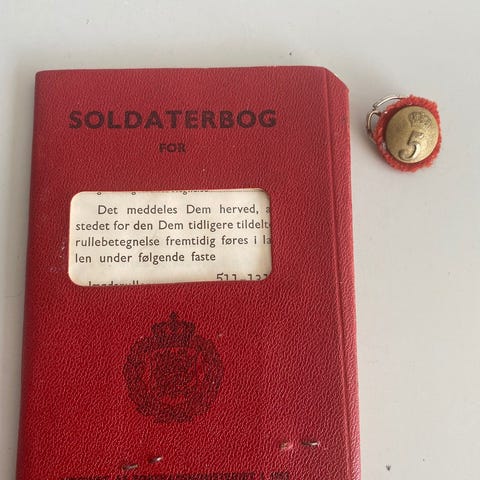 SOLDATERBOG
FOR
Det meddeles Dem herved, a
stedet for den Dem tidligere tildelt
rullebetegnelse fremtidig føres i la
len under følgende faste
5